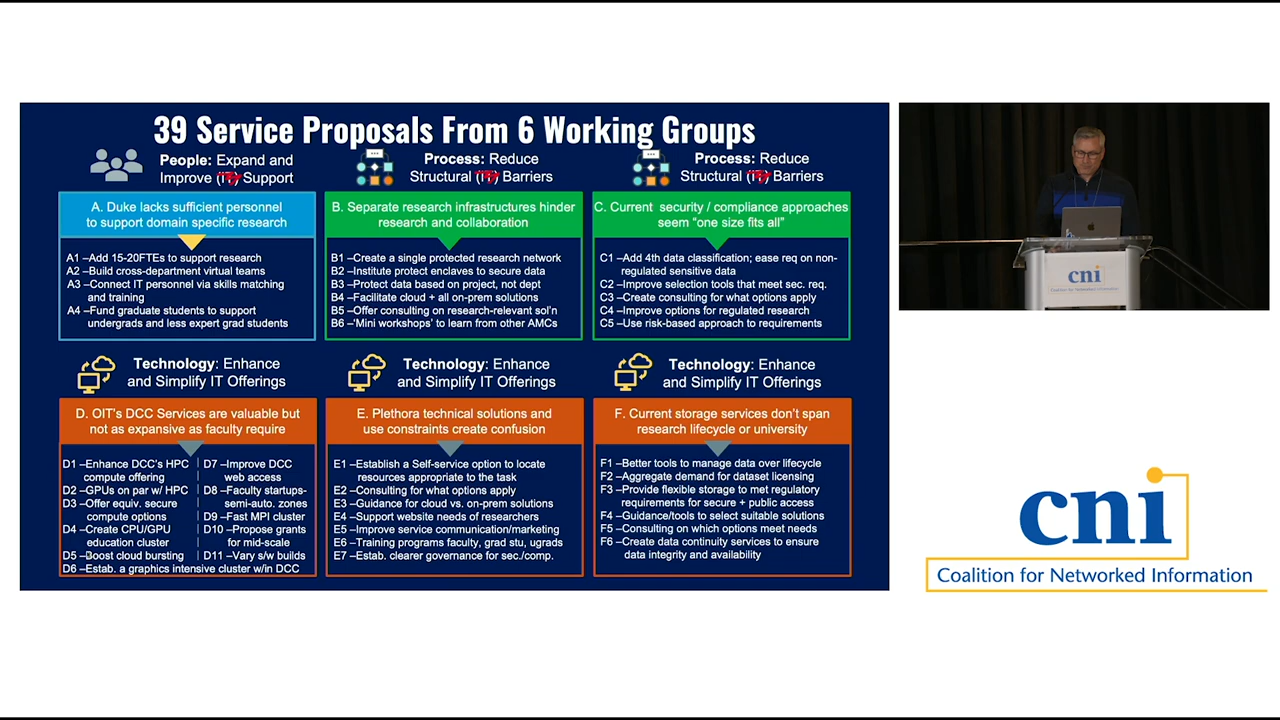 39 Service Proposals From 6 Working Groups
People: Expand and
Improve (IT) Support
Process: Reduce
Structural (IT) Barriers
Process: Reduce
Structural (IT) Barriers
A. Duke lacks sufficient personnel
to support domain specific research
A1 –Add 15-20FTEs to support research
A2 –Build cross-department virtual teams
A3 –Connect IT personnel via skills matching
and training
A4 –Fund graduate students to support
undergrads and less expert grad students
B. Separate research infrastructures hinder
research and collaboration
B1 –Create a single protected research network
B2 –Institute protect enclaves to secure data
B3 –Protect data based on project, not dept
B4 –Facilitate cloud + all on-prem solutions
B5 –Offer consulting on research-relevant sol'n
B6 –'Mini workshops' to learn from other AMCs
C. Current security / compliance approaches
seem "one size fits all"
C1 –Add 4th data classification; ease req on non-
regulated sensitive data
C2 –Improve selection tools that meet sec. req.
C3 –Create consulting for what options apply
C4 –Improve options for regulated research
C5 –Use risk-based approach to requirements
Technology: Enhance
and Simplify IT Offerings
Technology: Enhance
and Simplify IT Offerings
Technology: Enhance
and Simplify IT Offerings
D. OIT's DCC Services are valuable but
not as expansive as faculty require
D1 –Enhance DCC's HPC
compute offering
D2 –GPUs on par w/ HPC
D3 –Offer equiv. secure
compute options
D4 –Create CPU/GPU
education cluster
D5 –Boost cloud bursting
D6 –Estab. a graphics intensive cluster w/in DCC
D7 –Improve DCC
web access
D8 –Faculty startups-
semi-auto. zones
D9 –Fast MPI cluster
D10 –Propose grants
for mid-scale
D11 –Vary s/w builds
E. Plethora technical solutions and
use constraints create confusion
E1 –Establish a Self-service option to locate
resources appropriate to the task
E2 –Consulting for what options apply
E3 –Guidance for cloud vs. on-prem solutions
E4 –Support website needs of researchers
E5 –Improve service communication/marketing
E6 –Training programs faculty, grad stu, ugrads
E7 –Estab. clearer governance for sec./comp.
F. Current storage services don't span
research lifecycle or university
F1 –Better tools to manage data over lifecycle
F2 –Aggregate demand for dataset licensing
F3 –Provide flexible storage to met regulatory
requirements for secure + public access
F4 –Guidance/tools to select suitable solutions
F5 –Consulting on which options meet needs
F6 –Create data continuity services to ensure
data integrity and availability
cni
Coalition for Networked Information
cni
Coalition for Networked Information